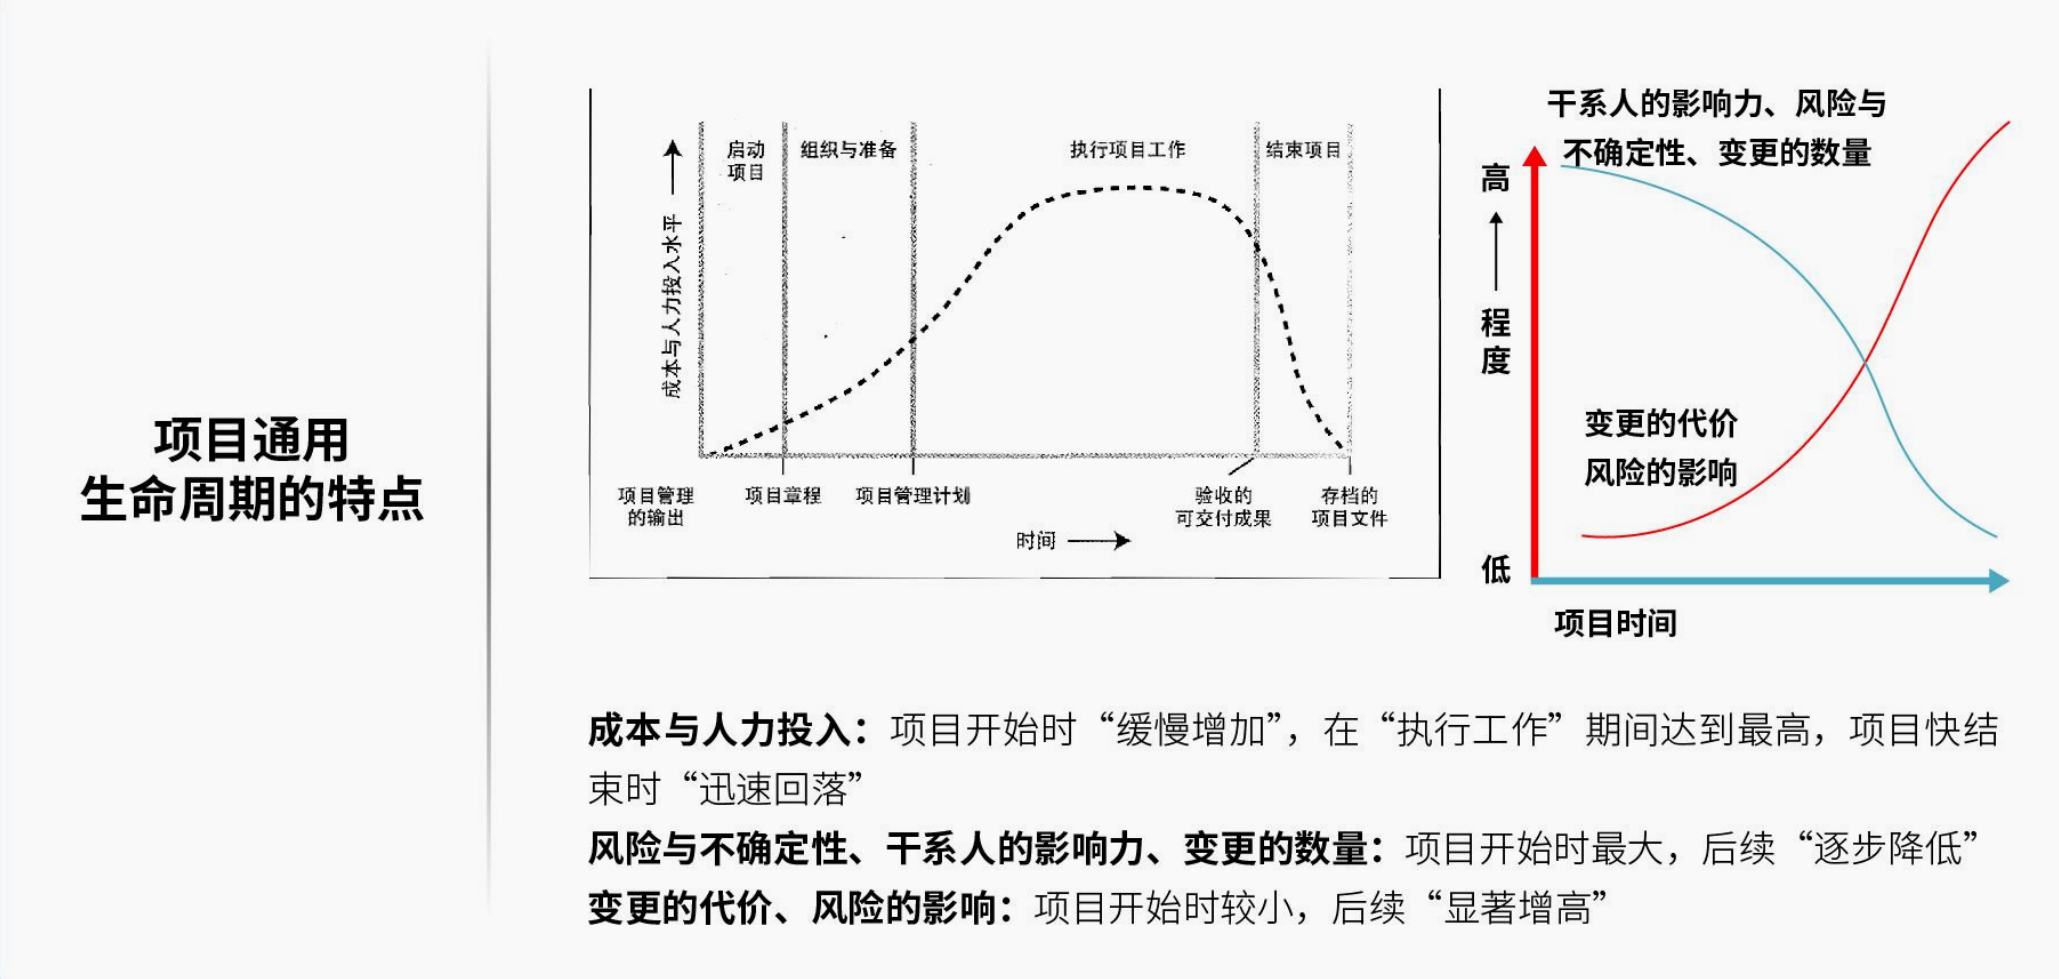 项目通用
生命周期的特点
启动
项目
组织与准备
执行项目工作
结束项目
成本与人力投入水平
项目管理
的输出
项目章程
项目管理计划
验收的
可交付成果
存档的
项目文件
时间
干系人的影响力、风险与
不确定性、变更的数量
高
程
度
变更的代价
风险的影响
低
项目时间
成本与人力投入：项目开始时“缓慢增加”，在“执行工作”期间达到最高，项目快结
束时“迅速回落”
风险与不确定性、干系人的影响力、变更的数量：项目开始时最大，后续“逐步降低”
变更的代价、风险的影响：项目开始时较小，后续“显著增高”